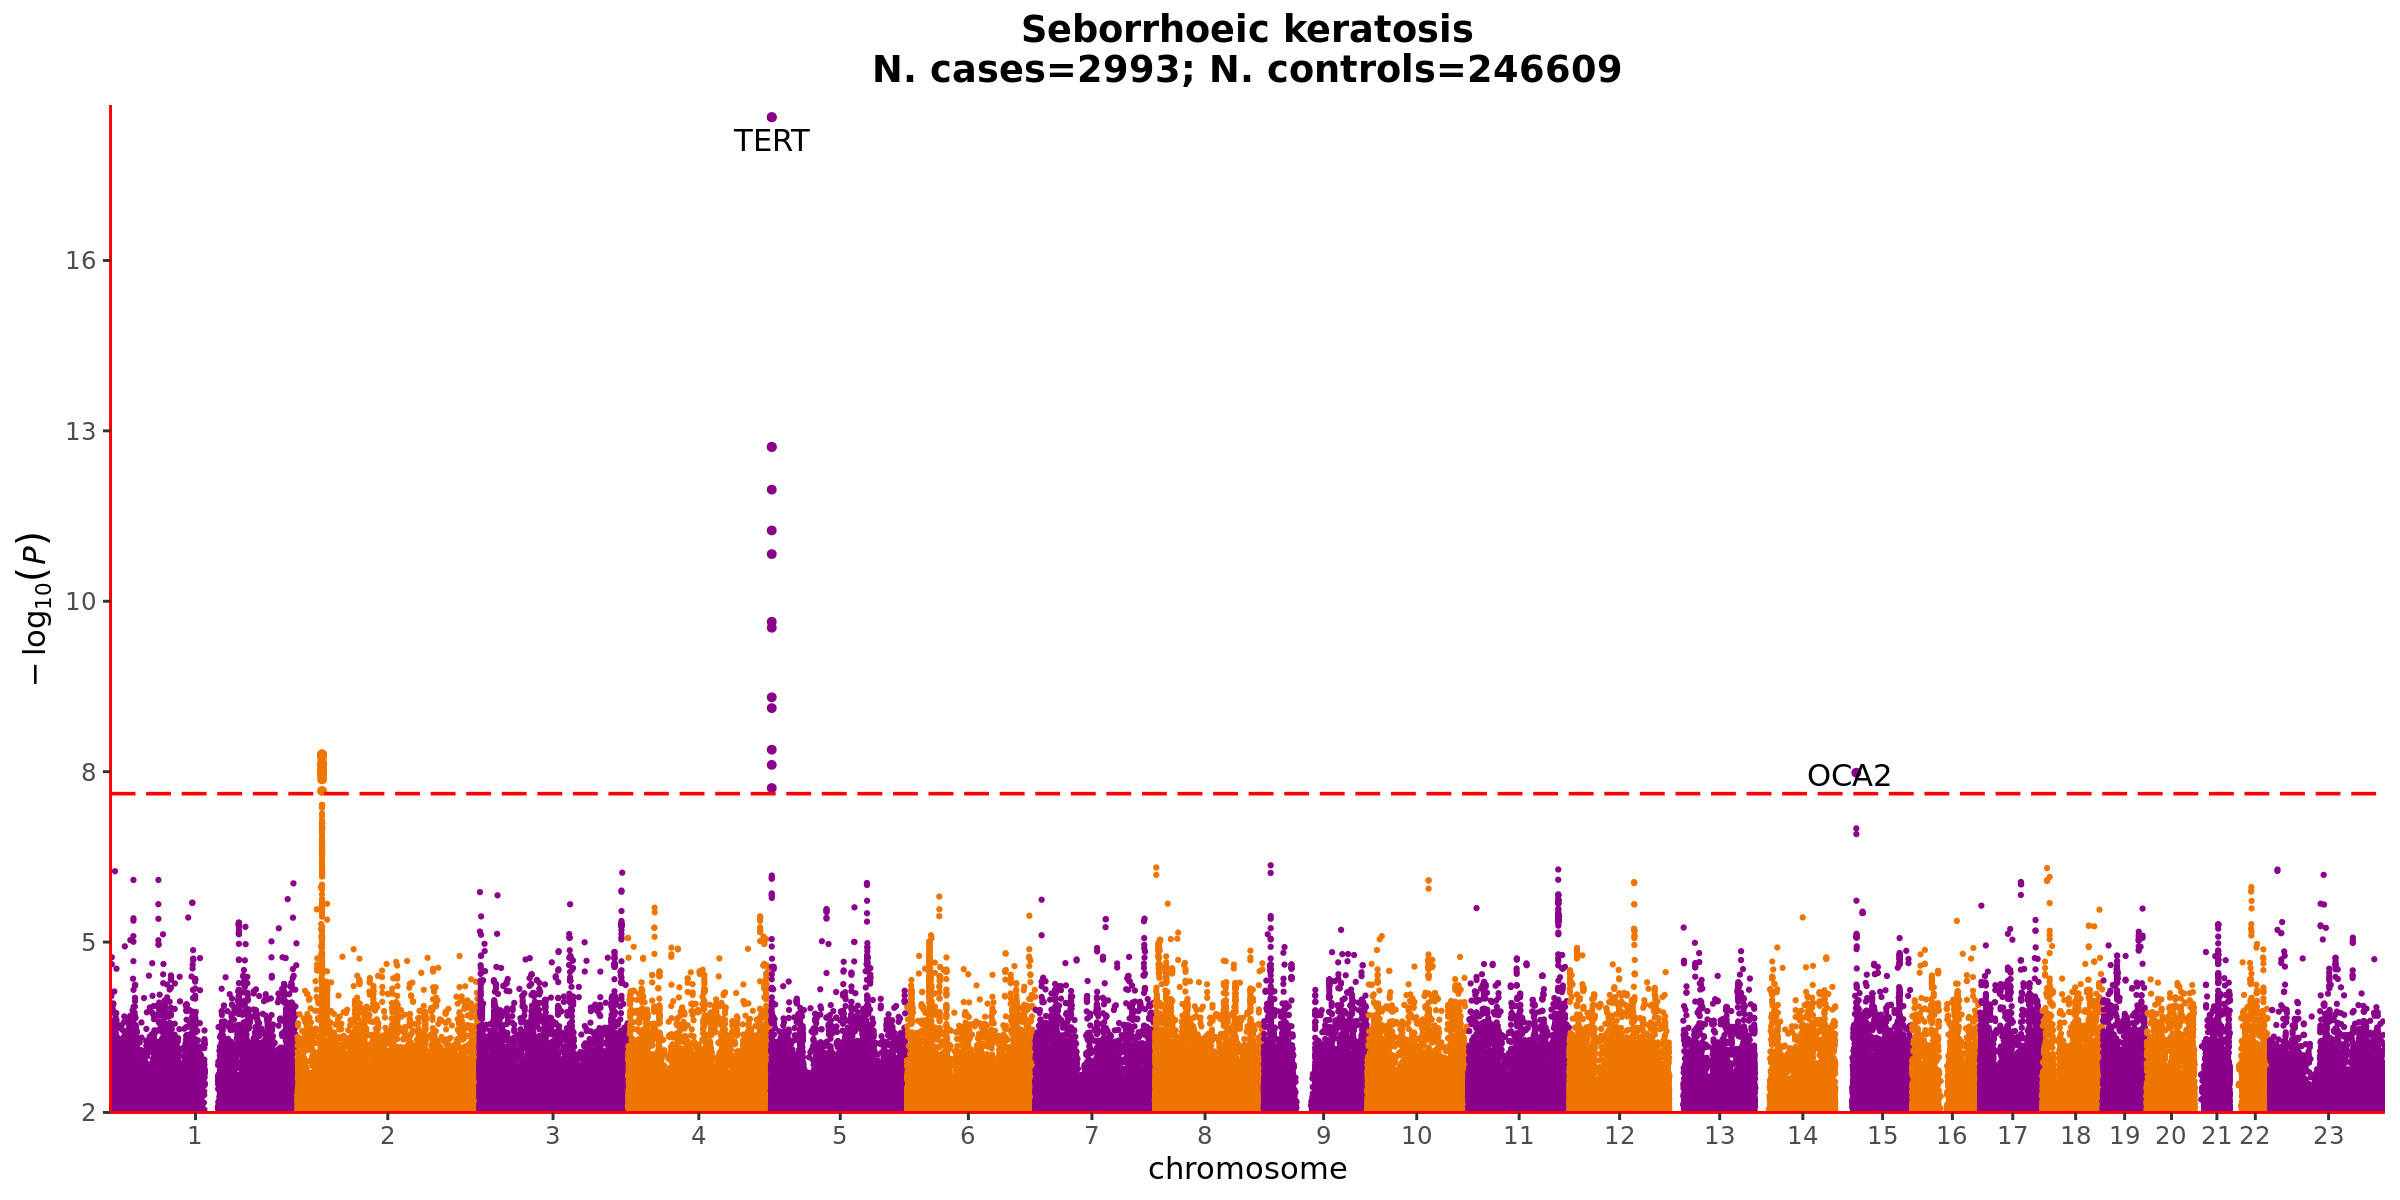 Seborrhoeic keratosis
N. cases=2993; N. controls=246609
TERT
16
13
10
8
5
2
−log₁₀(P)
OCA2
1 2 3 4 5 6 7 8 9 10 11 12 13 14 15 16 17 18 19 20 21 22 23
chromosome